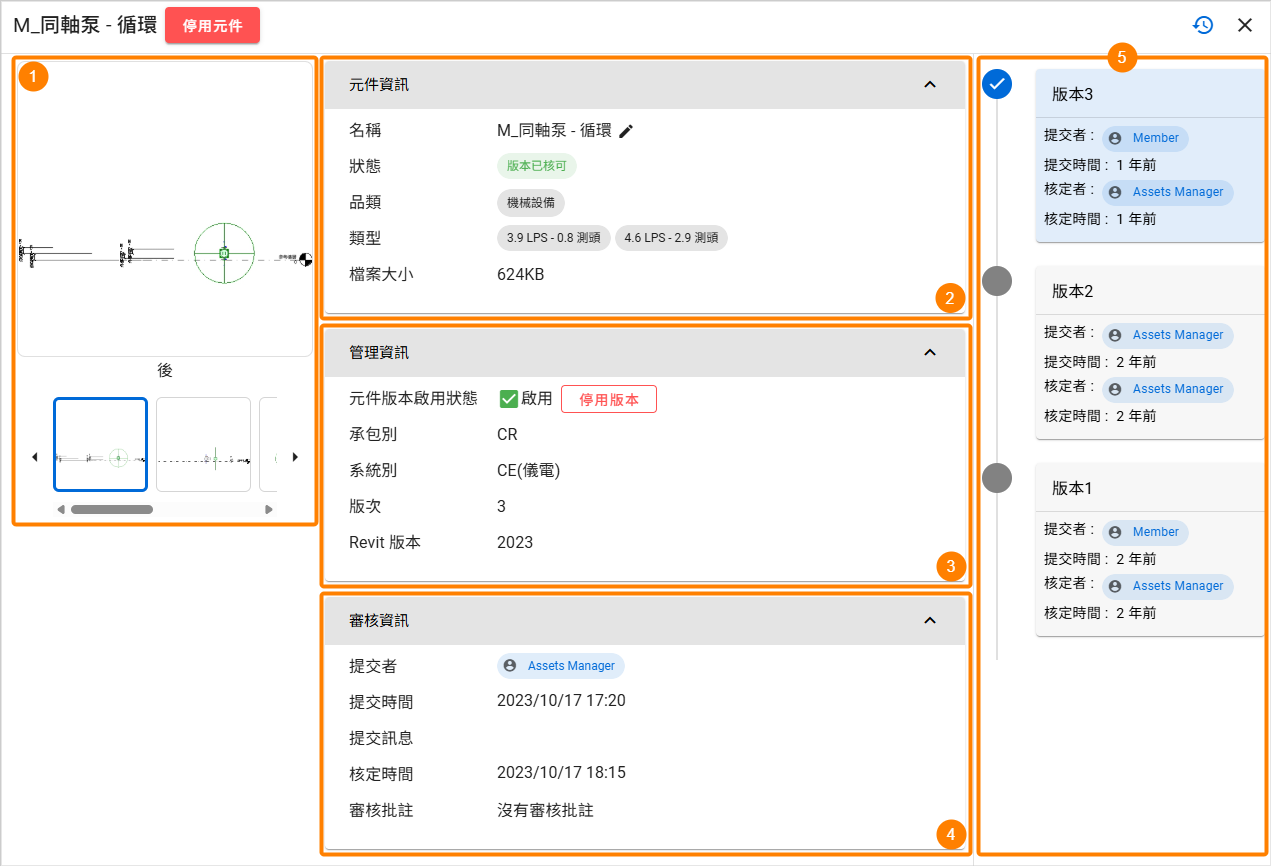 M_同軸泵 - 循環 停用元件
1
後
元件資訊
名稱 M_同軸泵 - 循環
狀態 版本已核可
品類 機械設備
類型 3.9 LPS - 0.8 測頭 4.6 LPS - 2.9 測頭
檔案大小 624KB
2
管理資訊
元件版本啟用狀態 啟用 停用版本
承包別 CR
系統別 CE(儀電)
版次 3
Revit 版本 2023
3
審核資訊
提交者 Assets Manager
提交時間 2023/10/17 17:20
提交訊息
核定時間 2023/10/17 18:15
審核批註 沒有審核批註
4
5
版本3
提交者 : Member
提交時間 : 1 年前
核定者 : Assets Manager
核定時間 : 1 年前
版本2
提交者 : Assets Manager
提交時間 : 2 年前
核定者 : Assets Manager
核定時間 : 2 年前
版本1
提交者 : Member
提交時間 : 2 年前
核定者 : Assets Manager
核定時間 : 2 年前